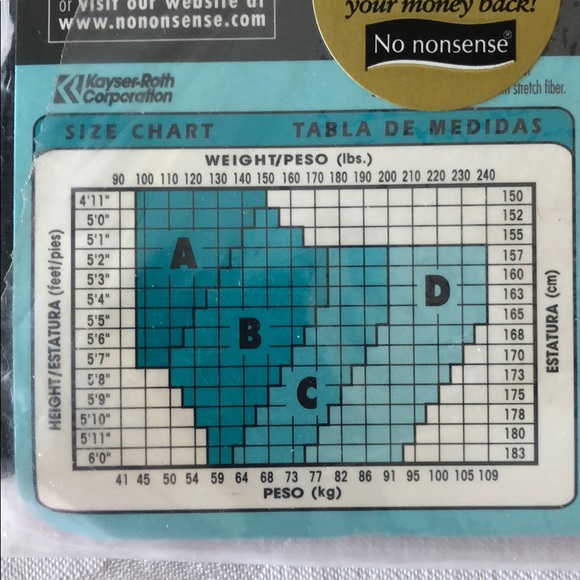 or visit our website at
www.nononsense.com
your money back!
No nonsense®
Kayser-Roth
Corporation
stretch fiber.
SIZE CHART TABLA DE MEDIDAS
WEIGHT/PESO (lbs.)
90 100 110 120 130 140 150 160 170 180 190 200 210 220 230 240
HEIGHT/ESTATURA (feet/pies)
4'11" 150
5'0" 152
5'1" 155
5'2" 157
5'3" 160
5'4" 163
5'5" 165
5'6" 168
5'7" 170
5'8" 173
5'9" 175
5'10" 178
5'11" 180
6'0" 183
A
B
C
D
ESTATURA (cm)
41 45 50 54 59 64 68 73 77 82 86 91 95 100 105 109
PESO (kg)